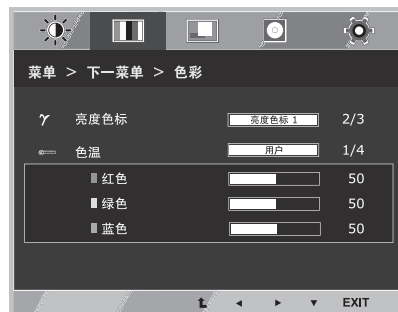 菜单 > 下一菜单 > 色彩
γ 亮度色标 亮度色标 1 2/3
色温 用户 1/4
红色 50
绿色 50
蓝色 50
EXIT